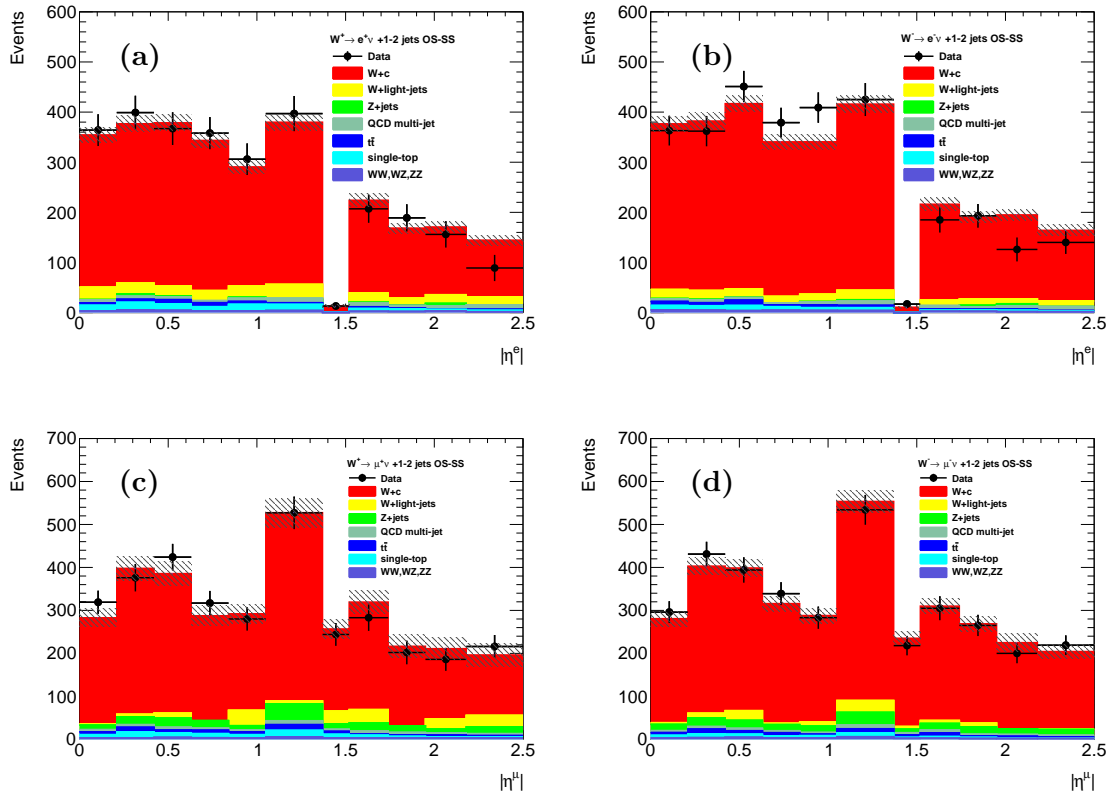 Events
600
500
400
300
200
100
0
(a)
W⁺→ e⁺ν +1-2 jets OS-SS
Data
W+c
W+light-jets
Z+jets
QCD multi-jet
tt̄
single-top
WW,WZ,ZZ
0 0.5 1 1.5 2 2.5
|ηᵉ|
Events
600
500
400
300
200
100
0
(b)
W⁻→ e⁻ν +1-2 jets OS-SS
Data
W+c
W+light-jets
Z+jets
QCD multi-jet
tt̄
single-top
WW,WZ,ZZ
0 0.5 1 1.5 2 2.5
|ηᵉ|
Events
700
600
500
400
300
200
100
0
(c)
W⁺→ μ⁺ν +1-2 jets OS-SS
Data
W+c
W+light-jets
Z+jets
QCD multi-jet
tt̄
single-top
WW,WZ,ZZ
0 0.5 1 1.5 2 2.5
|ημ|
Events
700
600
500
400
300
200
100
0
(d)
W⁻→ μ⁻ν +1-2 jets OS-SS
Data
W+c
W+light-jets
Z+jets
QCD multi-jet
tt̄
single-top
WW,WZ,ZZ
0 0.5 1 1.5 2 2.5
|ημ|